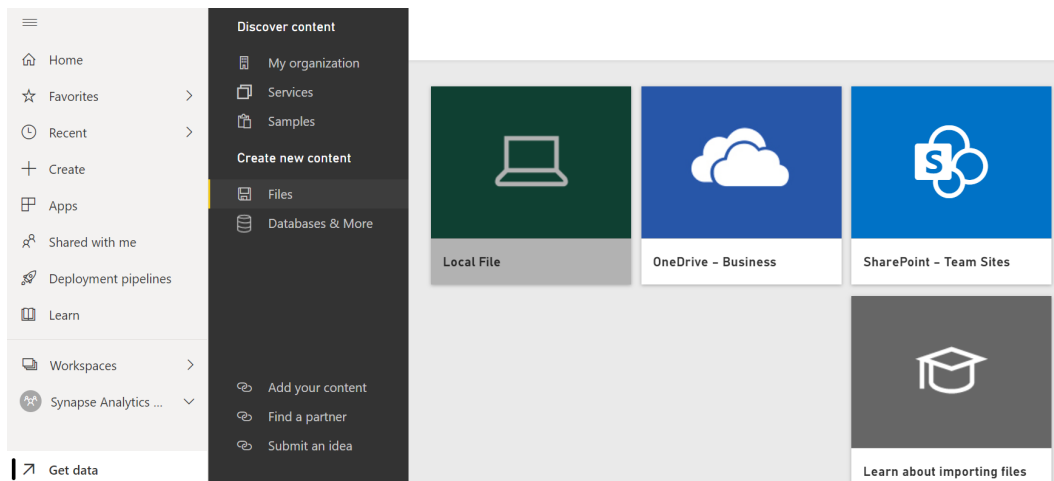 Home
Favorites
Recent
Create
Apps
Shared with me
Deployment pipelines
Learn
Workspaces
Synapse Analytics ...
Get data
Discover content
My organization
Services
Samples
Create new content
Files
Databases & More
Add your content
Find a partner
Submit an idea
Local File
OneDrive – Business
S
SharePoint – Team Sites
Learn about importing files